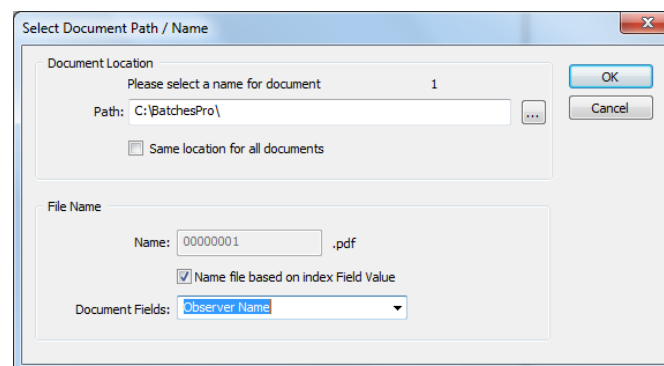 Select Document Path / Name
Document Location
Please select a name for document 1
Path: C:\BatchesPro\ ...
Same location for all documents
OK
Cancel
File Name
Name: 00000001 .pdf
Name file based on index Field Value
Document Fields: Observer Name